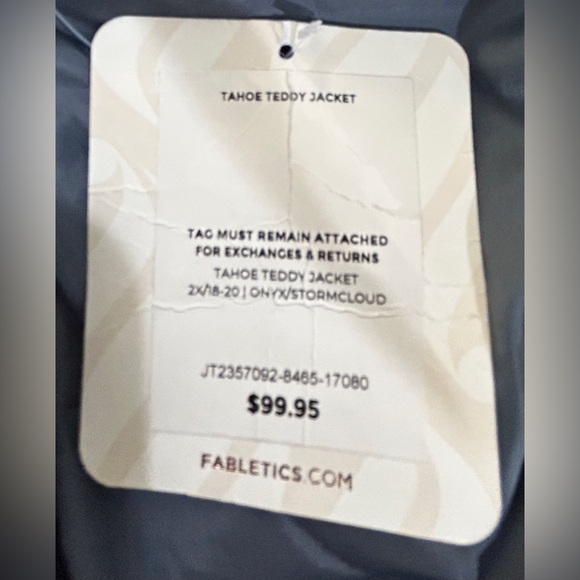 TAHOE TEDDY JACKET
TAG MUST REMAIN ATTACHED
FOR EXCHANGES & RETURNS
TAHOE TEDDY JACKET
2X/18-20 | ONYX/STORMCLOUD
JT2357092-8465-17080
$99.95
FABLETICS.COM